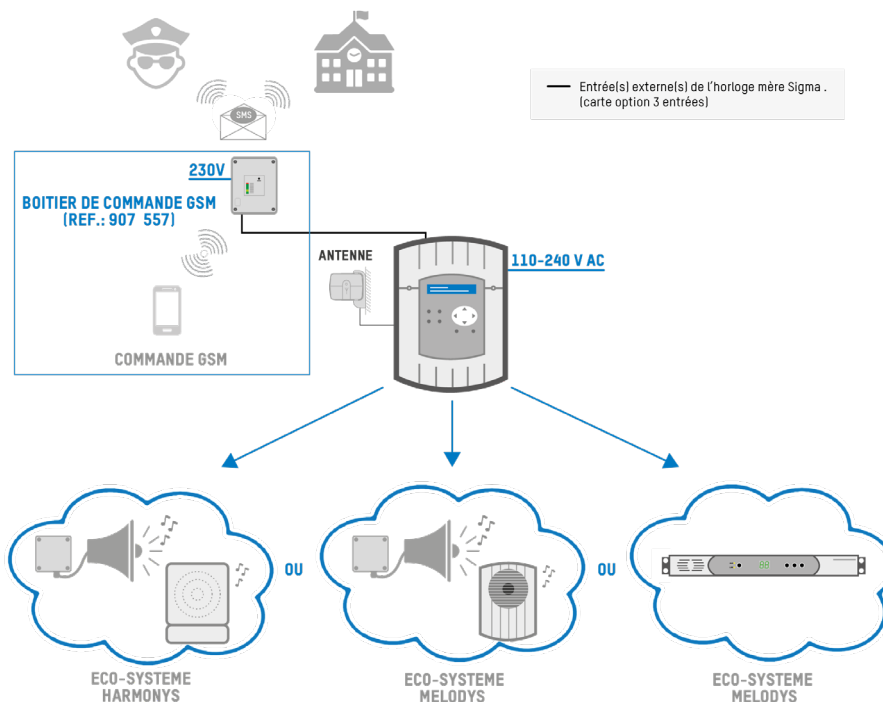 SMS
Entrée(s) externe(s) de l'horloge mère Sigma .
(carte option 3 entrées)
230V
BOITIER DE COMMANDE GSM
(REF.: 907 557)
ANTENNE
110-240 V AC
COMMANDE GSM
OU
OU
88
ECO-SYSTEME
HARMONYS
ECO-SYSTEME
MELODYS
ECO-SYSTEME
MELODYS